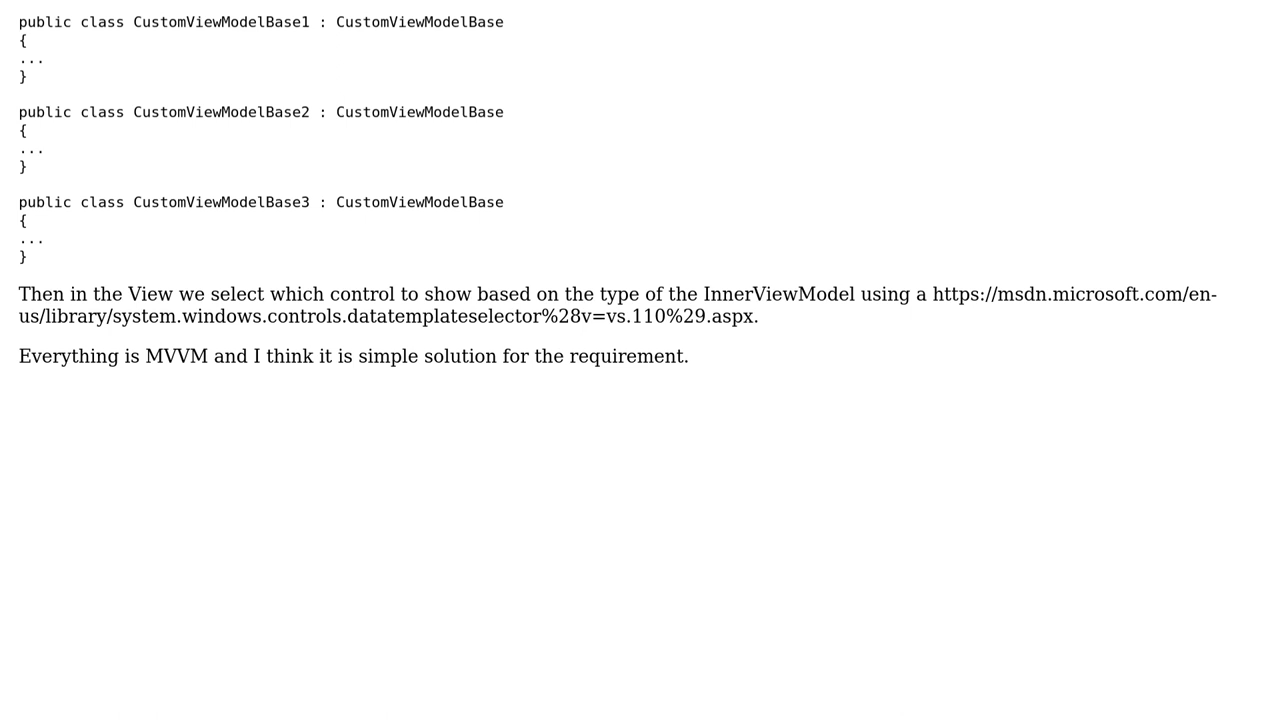 public class CustomViewModelBase1 : CustomViewModelBase
{
...
}
public class CustomViewModelBase2 : CustomViewModelBase
{
...
}
public class CustomViewModelBase3 : CustomViewModelBase
{
...
}
Then in the View we select which control to show based on the type of the InnerViewModel using a https://msdn.microsoft.com/en-
us/library/system.windows.controls.datatemplateselector%28v=vs.110%29.aspx.
Everything is MVVM and I think it is simple solution for the requirement.